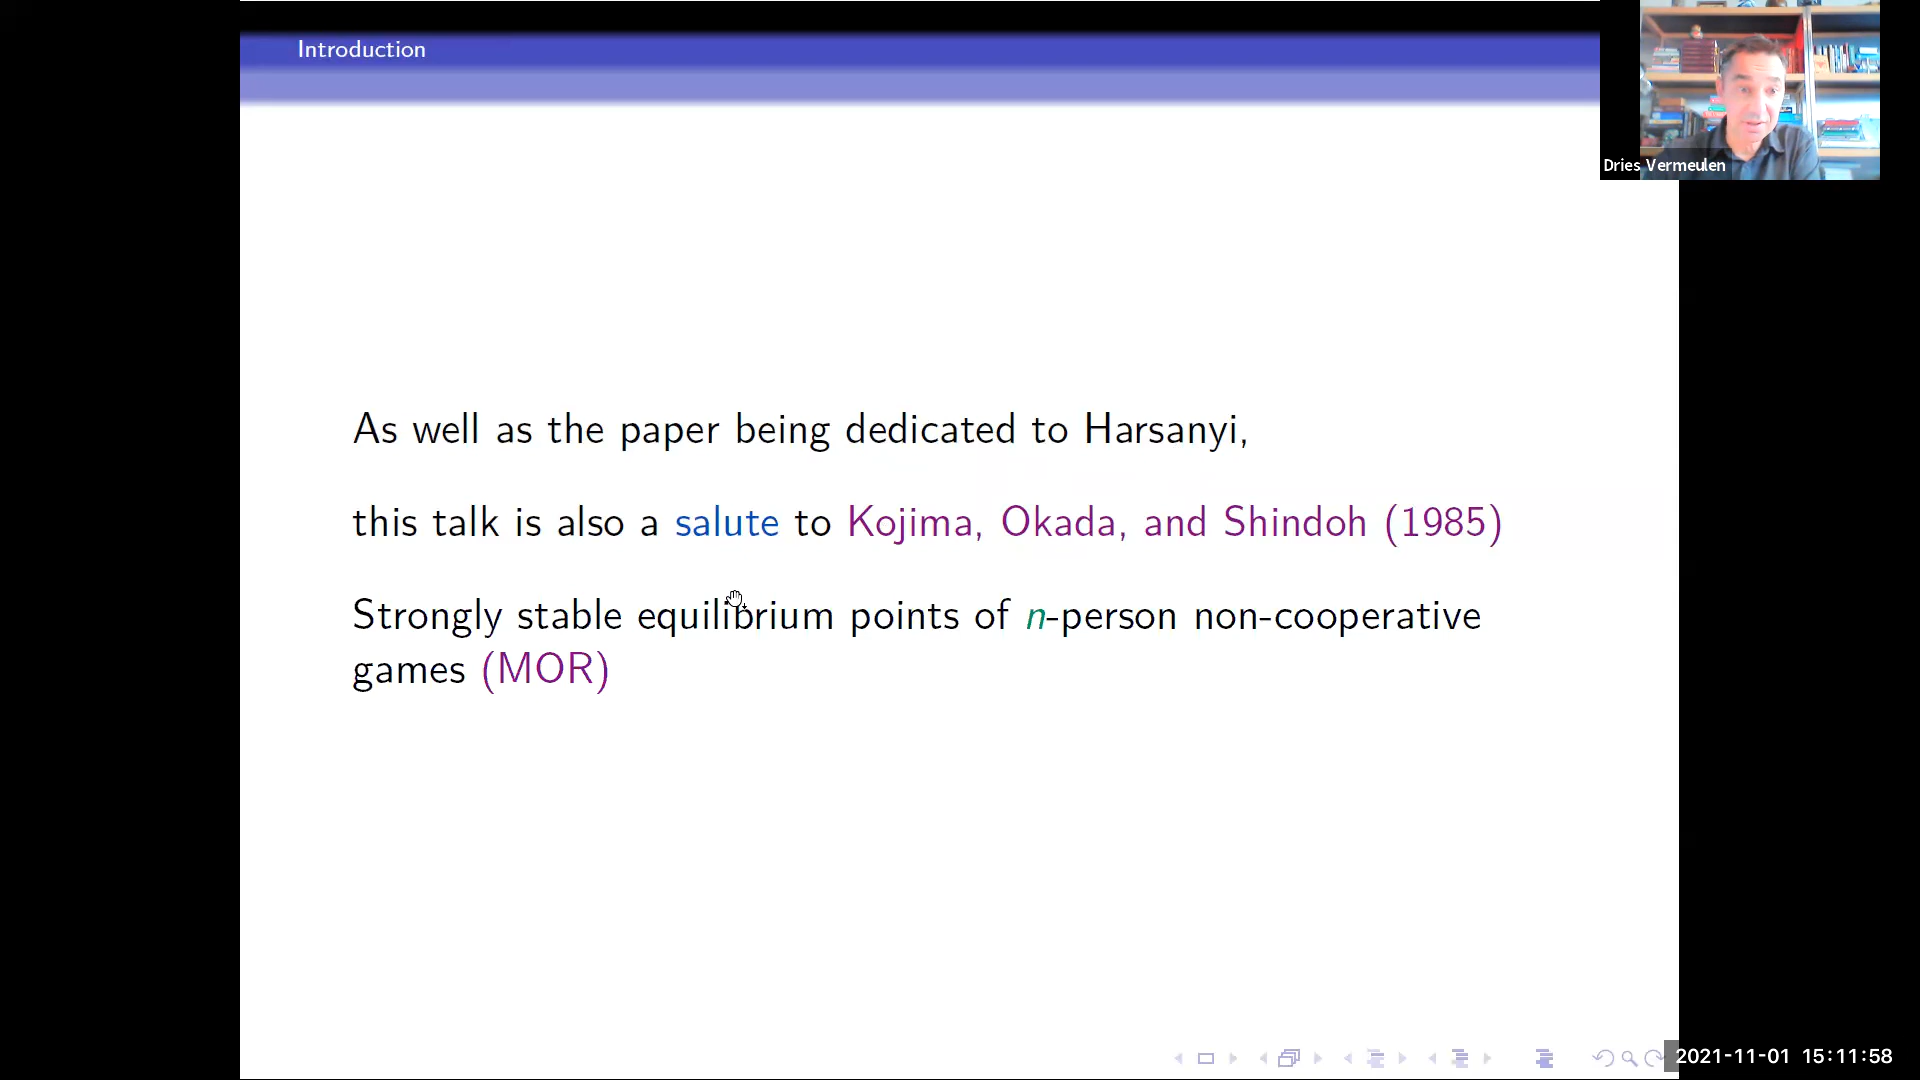 Introduction
Dries Vermeulen
As well as the paper being dedicated to Harsanyi,
this talk is also a salute to Kojima, Okada, and Shindoh (1985)
Strongly stable equilibrium points of n-person non-cooperative
games (MOR)
2021-11-01 15:11:58